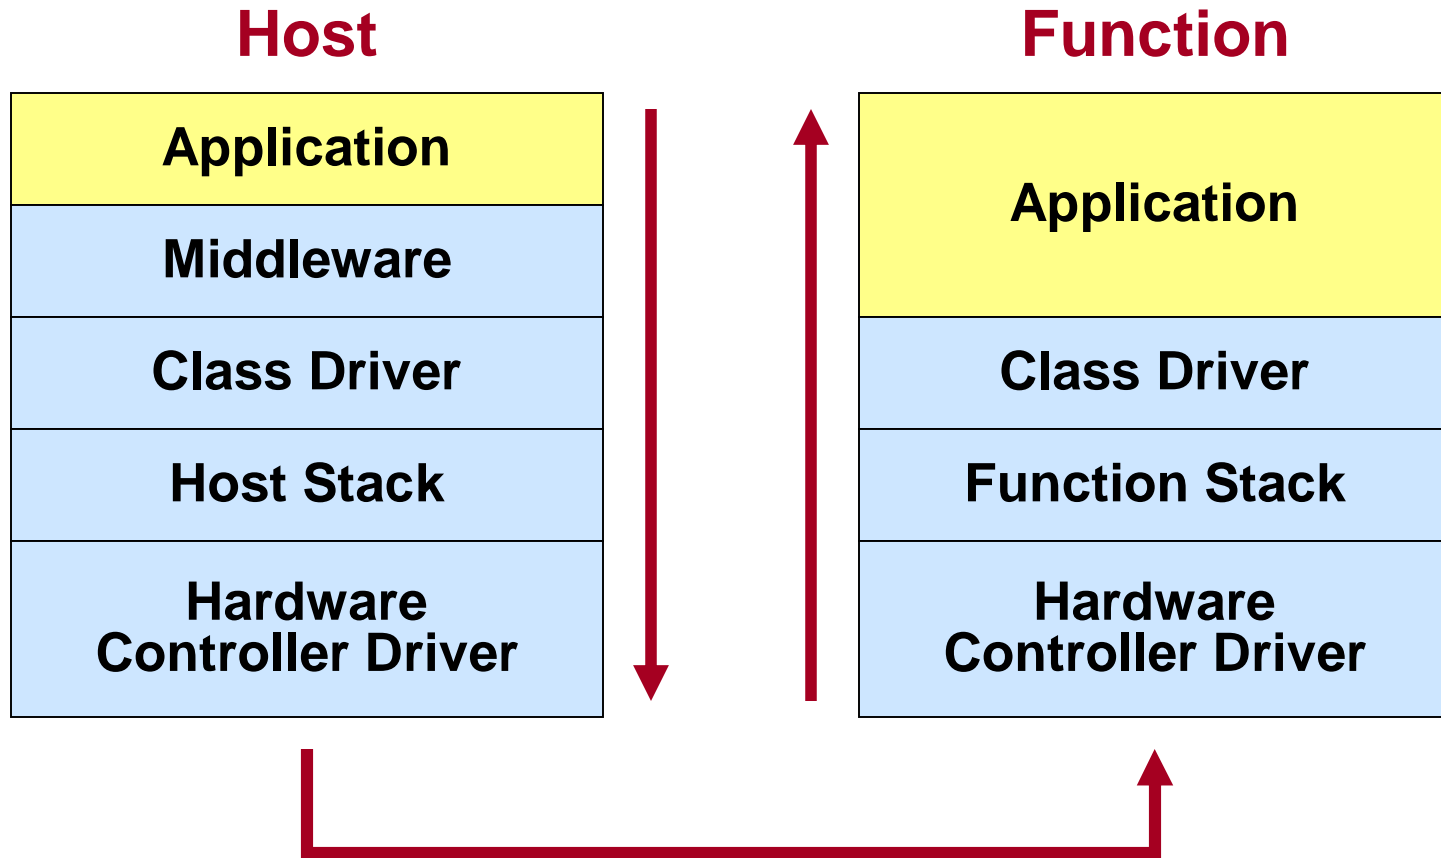 Host
Application
Middleware
Class Driver
Host Stack
Hardware
Controller Driver
Function
Application
Class Driver
Function Stack
Hardware
Controller Driver